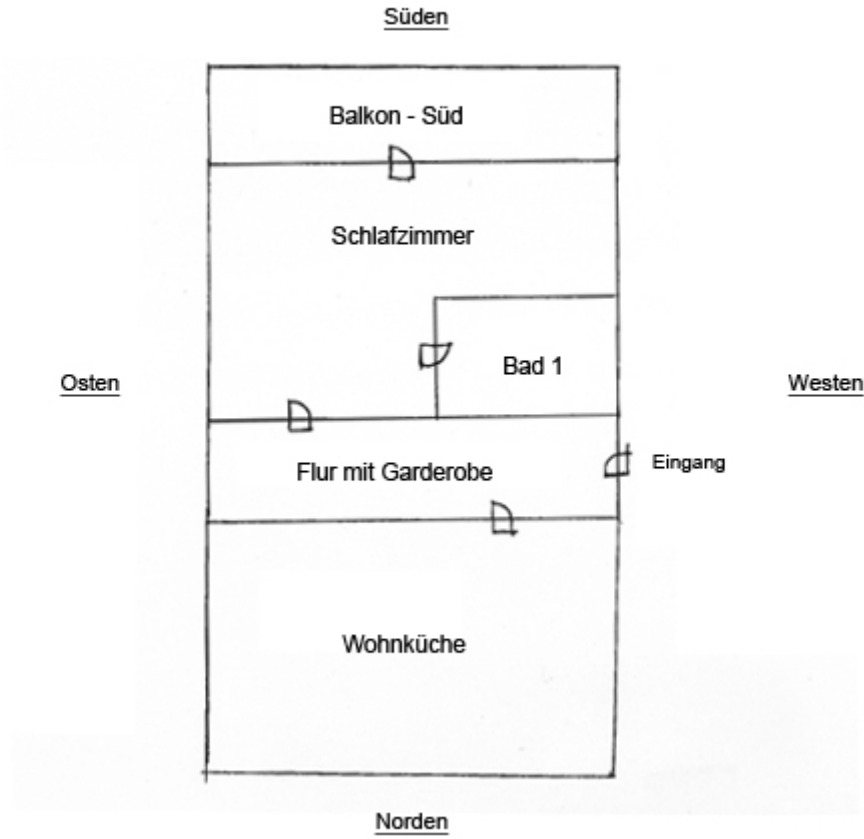 Süden
Balkon - Süd
Schlafzimmer
Bad 1
Osten
Westen
Flur mit Garderobe
Eingang
Wohnküche
Norden